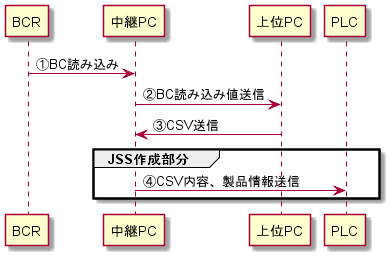 BCR 中継PC 上位PC PLC
①BC読み込み
②BC読み込み値送信
③CSV送信
JSS作成部分
④CSV内容、製品情報送信
BCR 中継PC 上位PC PLC